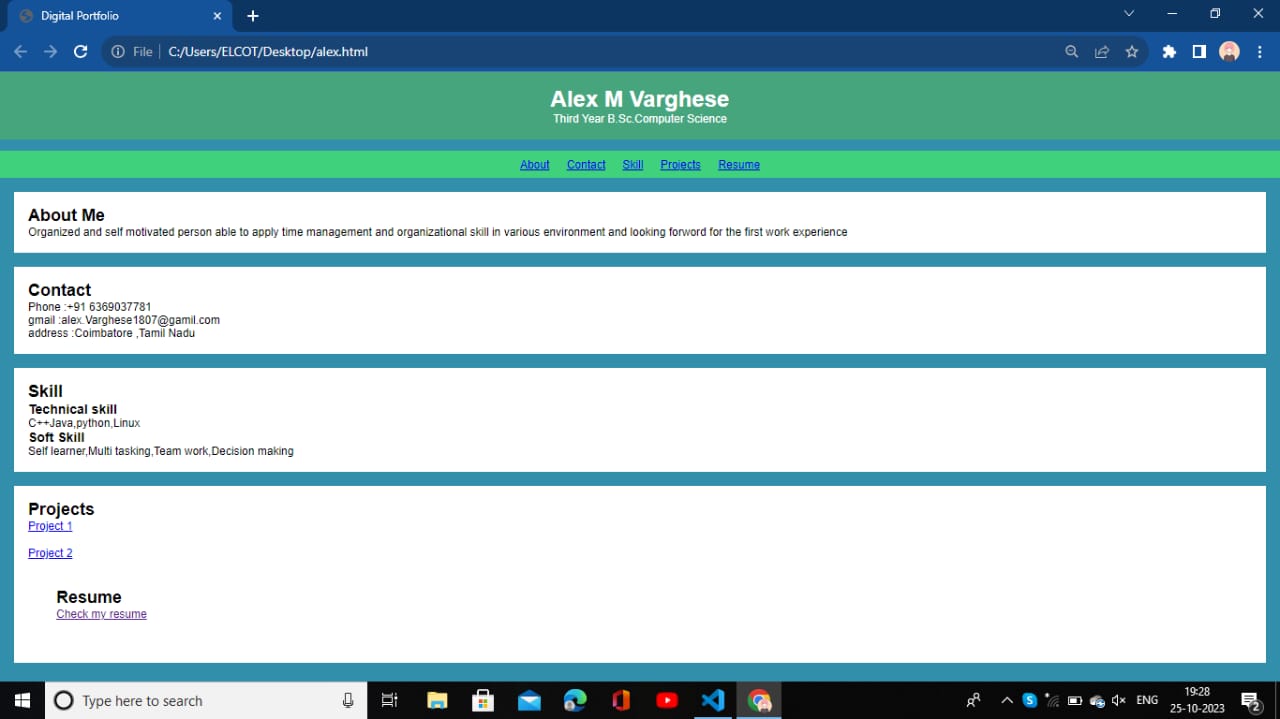 Digital Portfolio
File
C:/Users/ELCOT/Desktop/alex.html
Alex M Varghese
Third Year B.Sc.Computer Science
About Contact Skill Projects Resume
About Me
Organized and self motivated person able to apply time management and organizational skill in various environment and looking forword for the first work experience
Contact
Phone :+91 6369037781
gmail :alex.Varghese1807@gamil.com
address :Coimbatore ,Tamil Nadu
Skill
Technical skill
C++Java,python,Linux
Soft Skill
Self learner,Multi tasking,Team work,Decision making
Projects
Project 1
Project 2
Resume
Check my resume
Type here to search
ENG
19:28
25-10-2023
2